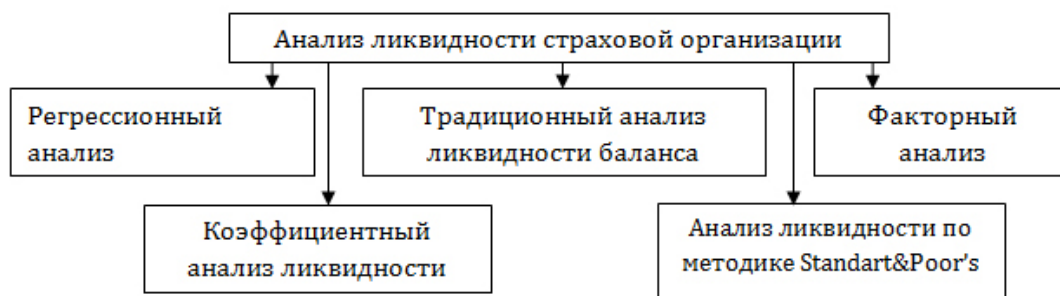 Анализ ликвидности страховой организации
Регрессионный
анализ
Традиционный анализ
ликвидности баланса
Факторный
анализ
Коэффициентный
анализ ликвидности
Анализ ликвидности по
методике Standart&Poor's